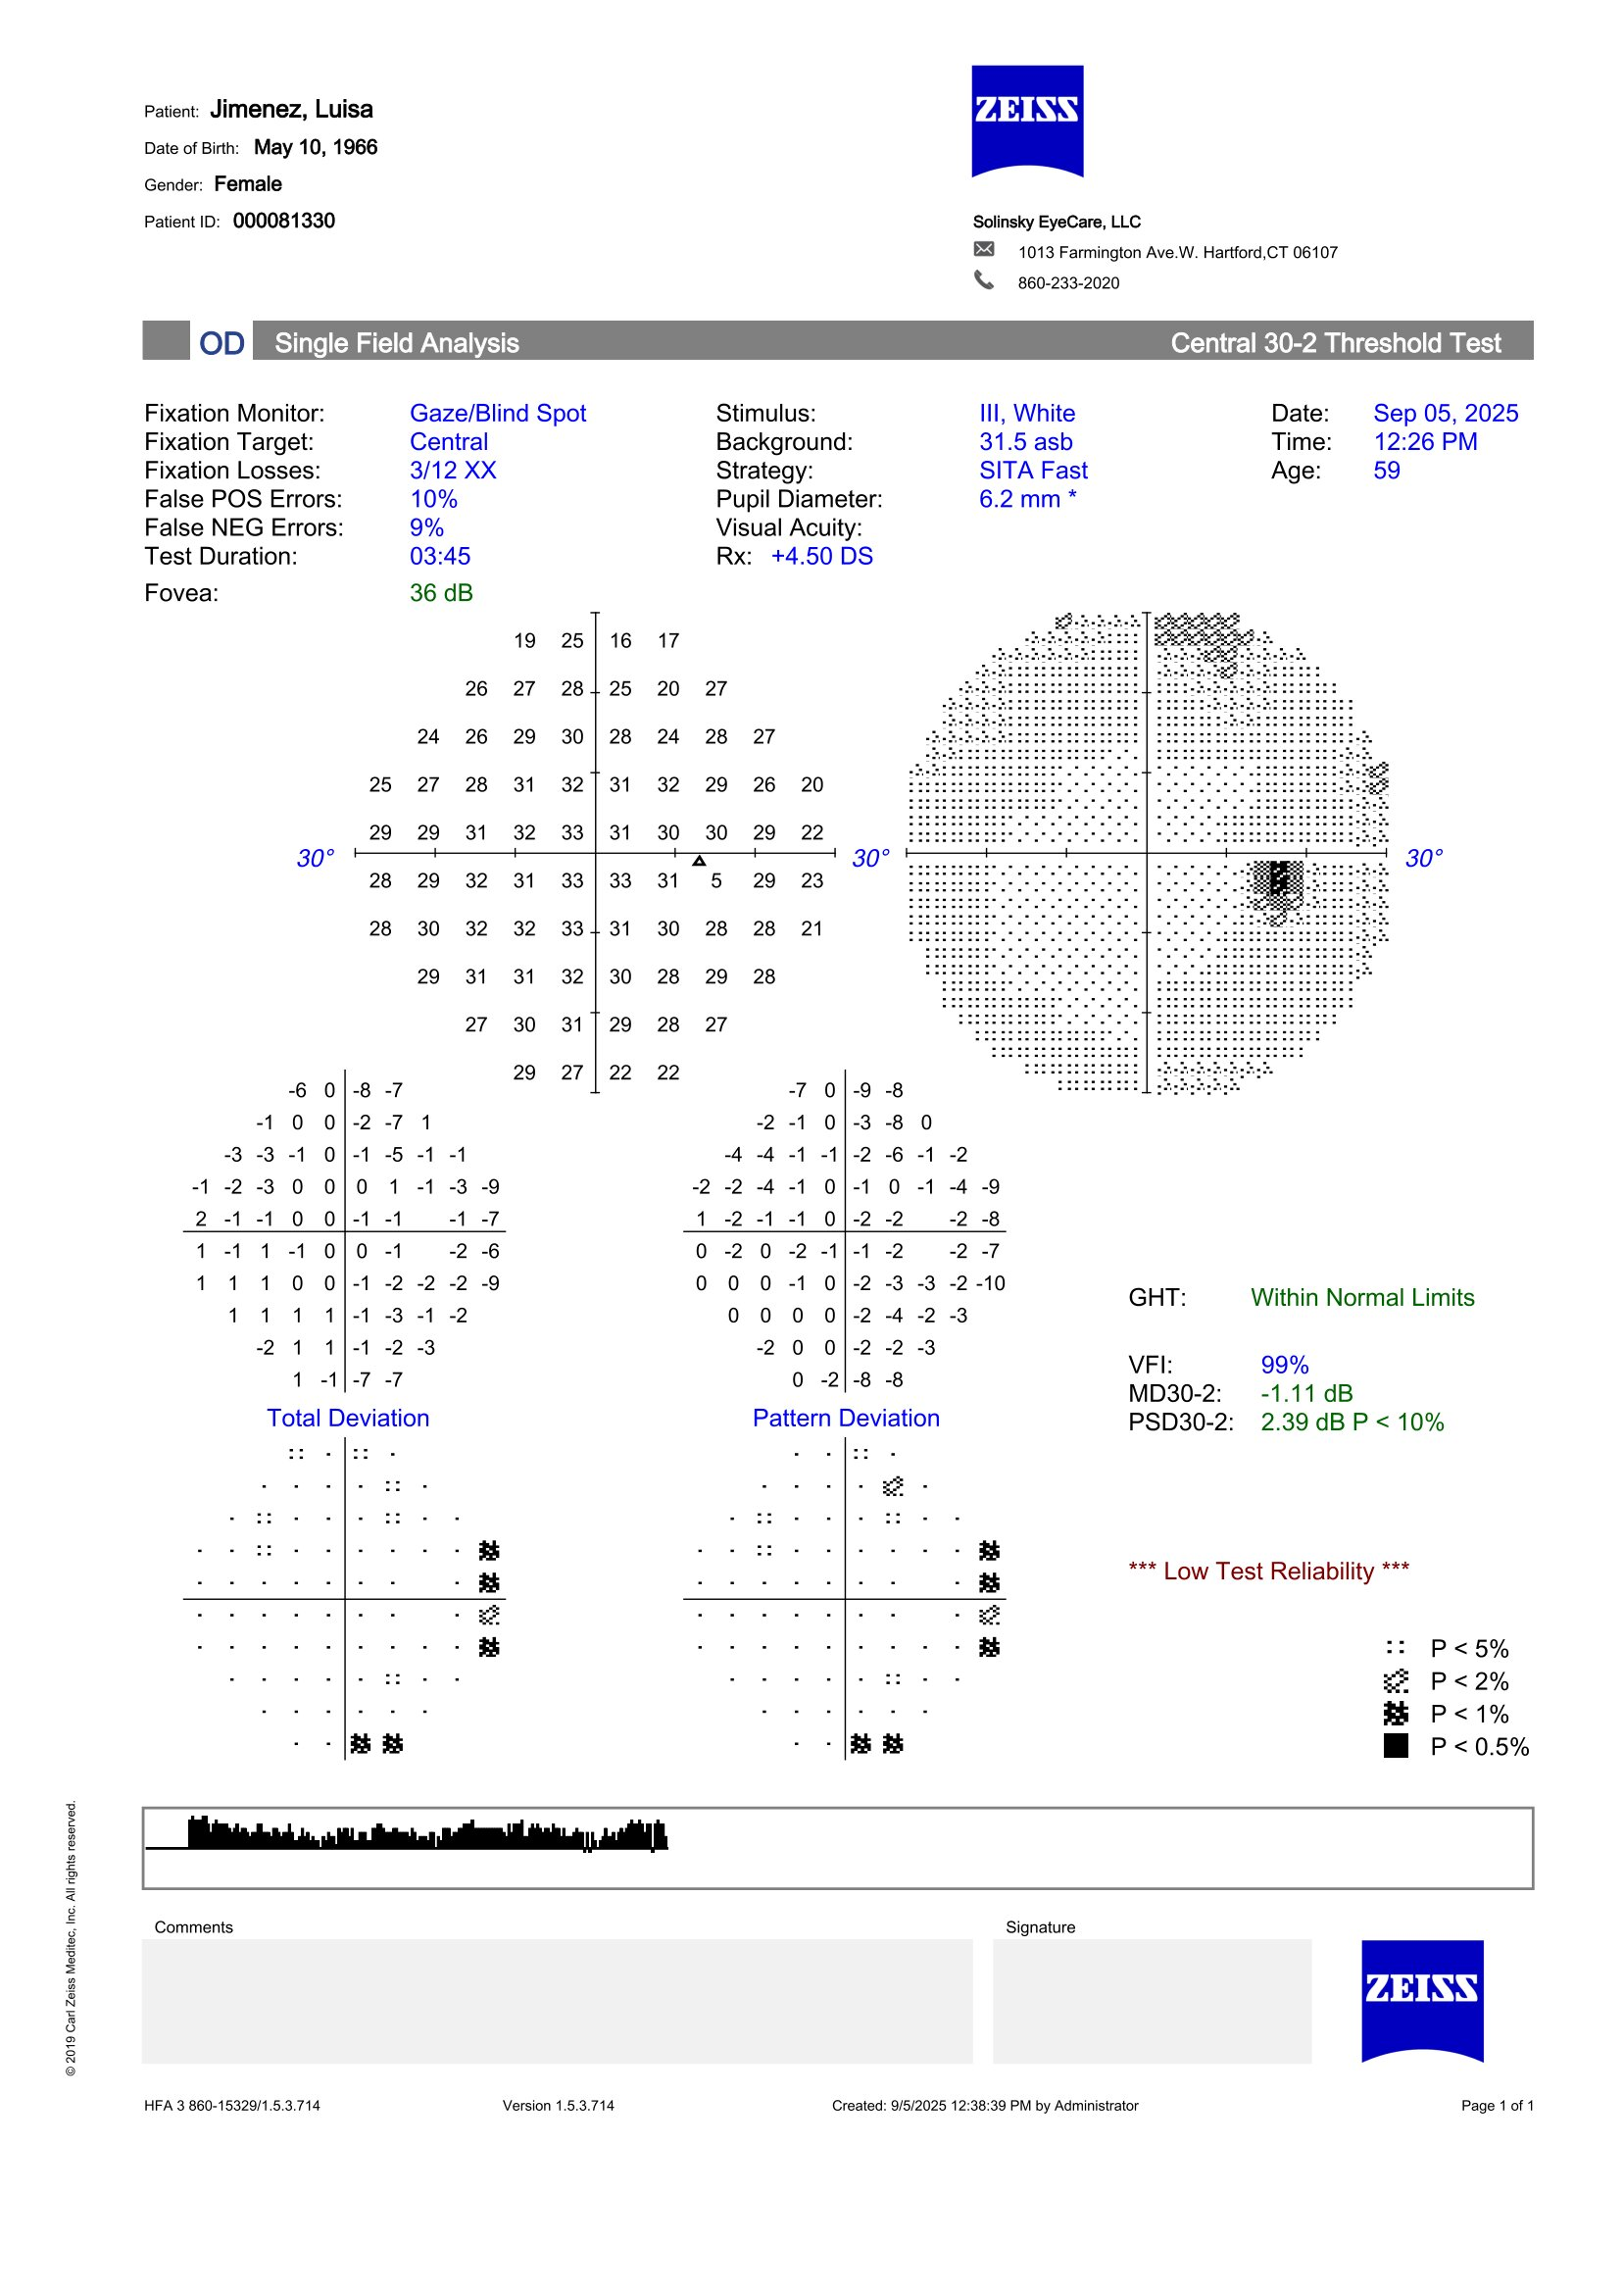 Patient: Jimenez, Luisa
Date of Birth: May 10, 1966
Gender: Female
Patient ID: 000081330
ZEISS
Solinsky EyeCare, LLC
1013 Farmington Ave.W. Hartford,CT 06107
860-233-2020
OD Single Field Analysis Central 30-2 Threshold Test
Fixation Monitor: Gaze/Blind Spot
Fixation Target: Central
Fixation Losses: 3/12 XX
False POS Errors: 10%
False NEG Errors: 9%
Test Duration: 03:45
Fovea: 36 dB
Stimulus: III, White
Background: 31.5 asb
Strategy: SITA Fast
Pupil Diameter: 6.2 mm *
Visual Acuity:
Rx: +4.50 DS
Date: Sep 05, 2025
Time: 12:26 PM
Age: 59
19 25 16 17
26 27 28 25 20 27
24 26 29 30 28 24 28 27
25 27 28 31 32 31 32 29 26 20
29 29 31 32 33 31 30 30 29 22
30° 30° 30°
28 29 32 31 33 33 31 5 29 23
28 30 32 32 33 31 30 28 28 21
29 31 31 32 30 28 29 28
27 30 31 29 28 27
29 27 22 22
-6 0 -8 -7
-1 0 0 -2 -7 1
-3 -3 -1 0 -1 -5 -1 -1
-1 -2 -3 0 0 0 1 -1 -3 -9
2 -1 -1 0 0 -1 -1 -1 -7
1 -1 1 -1 0 0 -1 -2 -6
1 1 1 0 0 -1 -2 -2 -2 -9
1 1 1 1 -1 -3 -1 -2
-2 1 1 -1 -2 -3
1 -1 -7 -7
Total Deviation
-7 0 -9 -8
-2 -1 0 -3 -8 0
-4 -4 -1 -1 -2 -6 -1 -2
-2 -2 -4 -1 0 -1 0 -1 -4 -9
1 -2 -1 -1 0 -2 -2 -2 -8
0 -2 0 -2 -1 -1 -2 -2 -7
0 0 0 -1 0 -2 -3 -3 -2 -10
0 0 0 0 -2 -4 -2 -3
-2 0 0 -2 -2 -3
0 -2 -8 -8
Pattern Deviation
GHT: Within Normal Limits
VFI: 99%
MD30-2: -1.11 dB
PSD30-2: 2.39 dB P < 10%
*** Low Test Reliability ***
P < 5%
P < 2%
P < 1%
P < 0.5%
Comments
Signature
ZEISS
© 2019 Carl Zeiss Meditec, Inc. All rights reserved.
HFA 3 860-15329/1.5.3.714 Version 1.5.3.714 Created: 9/5/2025 12:38:39 PM by Administrator Page 1 of 1